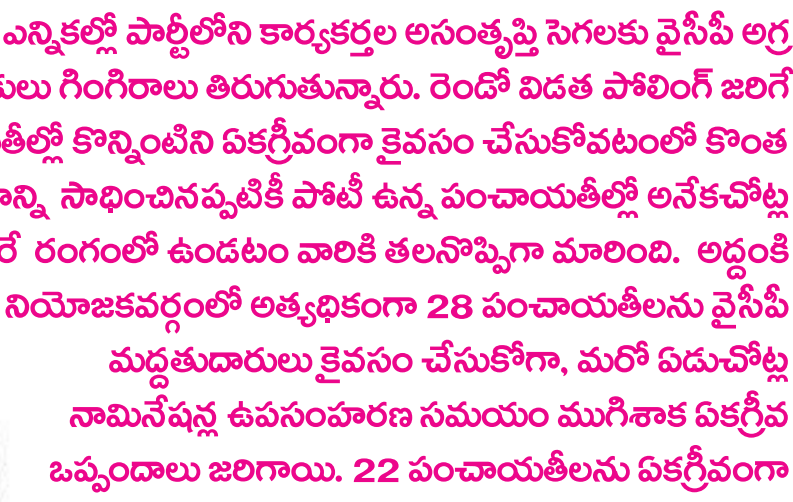 ఎన్నికల్లో పార్టీలోని కార్యకర్తల అసంతృప్తి సెగలకు వైసీపీ అగ్ర
గింగిరాలు తిరుగుతున్నారు. రెండో విడత పోలింగ్ జరిగే
కొన్నింటిని ఏకగ్రీవంగా కైవసం చేసుకోవటంలో కొంత
సాధించినప్పటికీ పోటీ ఉన్న పంచాయతీల్లో అనేకచోట్ల
రంగంలో ఉండటం వారికి తలనొప్పిగా మారింది. అద్దంకి
నియోజకవర్గంలో అత్యధికంగా 28 పంచాయతీలను వైసీపీ
మద్దతుదారులు కైవసం చేసుకోగా, మరో ఏడుచోట్ల
నామినేషన్ల ఉపసంహరణ సమయం ముగిశాక ఏకగ్రీవ
ఒప్పందాలు జరిగాయి. 22 పంచాయతీలను ఏకగ్రీవంగా